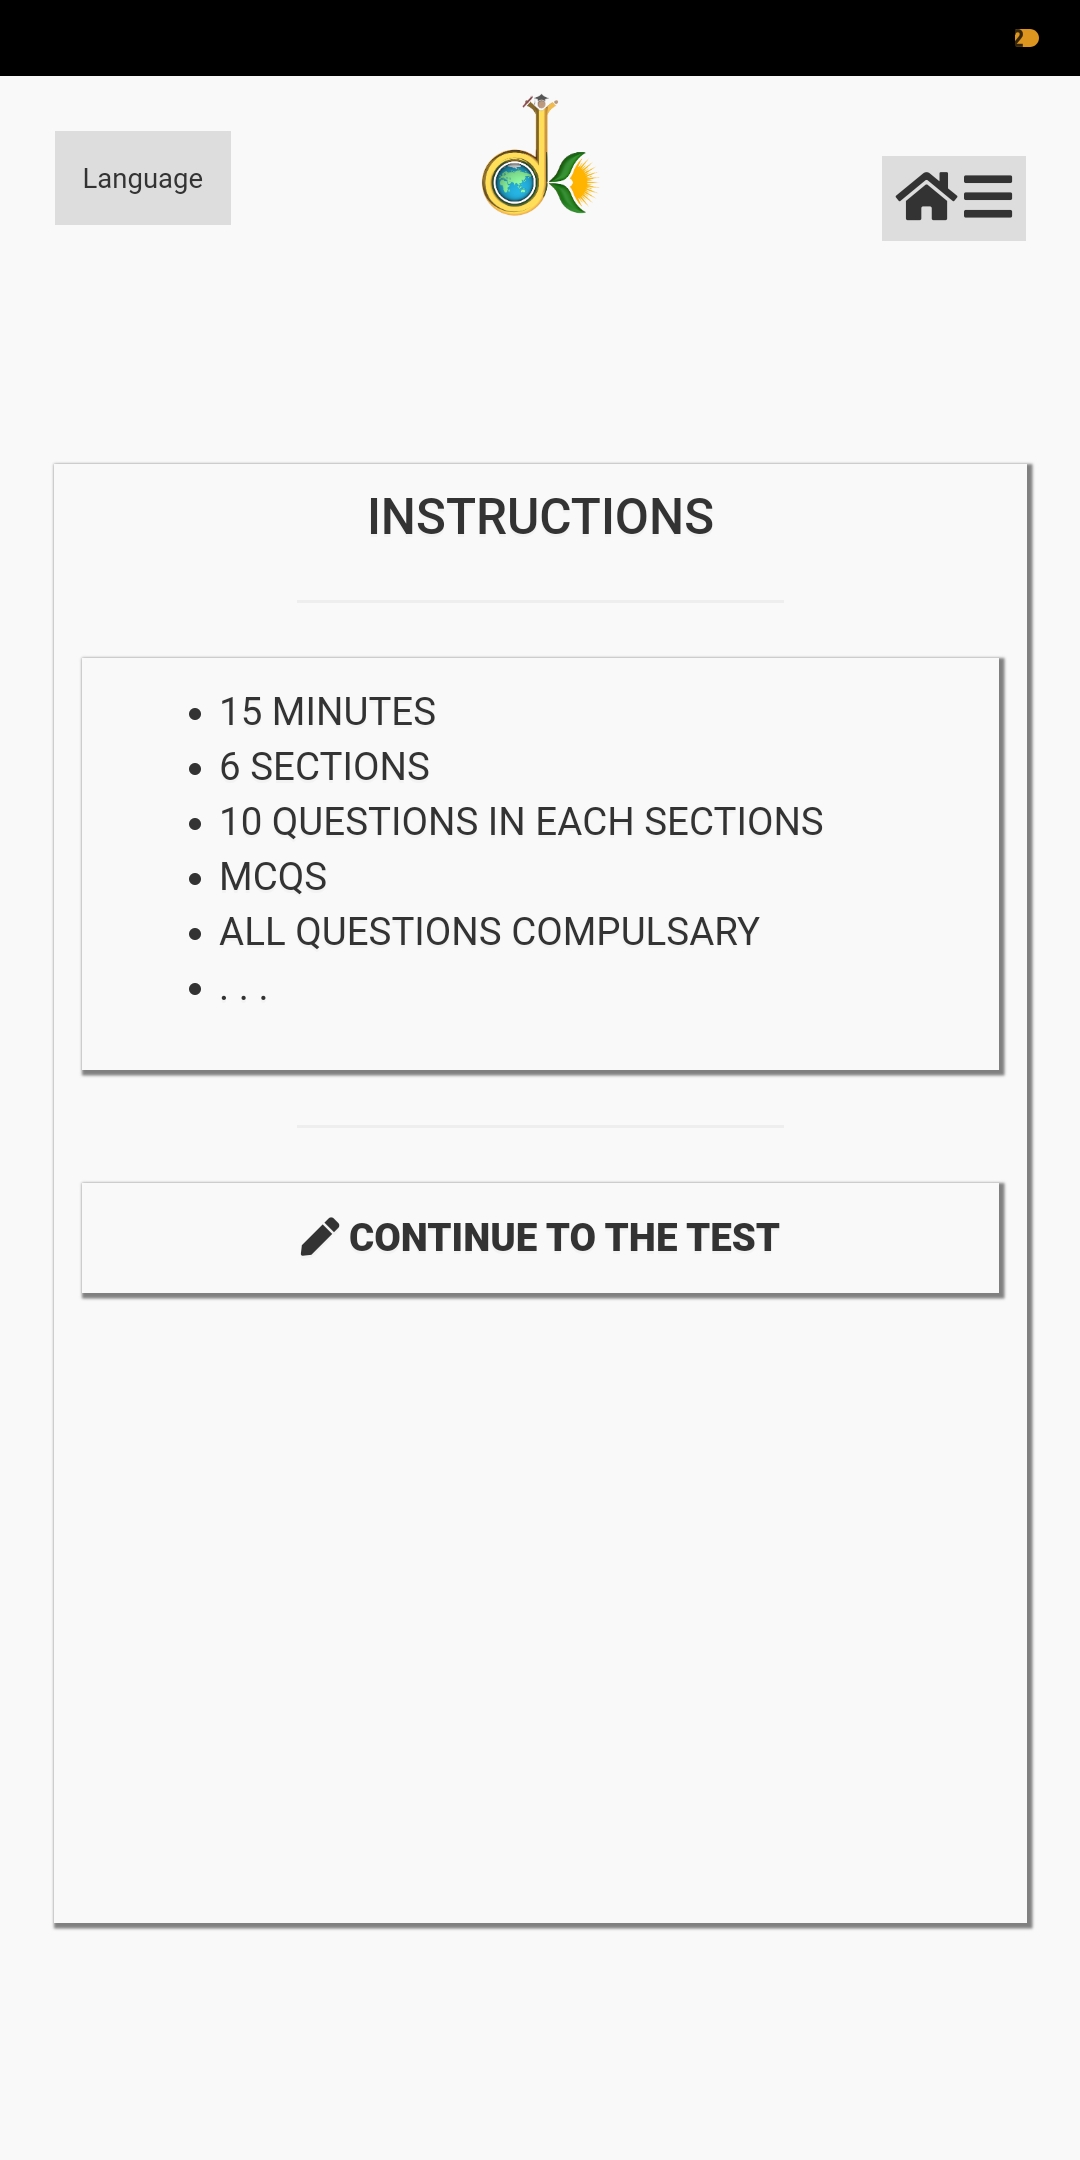 Language
INSTRUCTIONS
15 MINUTES
6 SECTIONS
10 QUESTIONS IN EACH SECTIONS
MCQS
ALL QUESTIONS COMPULSARY
. . .
CONTINUE TO THE TEST